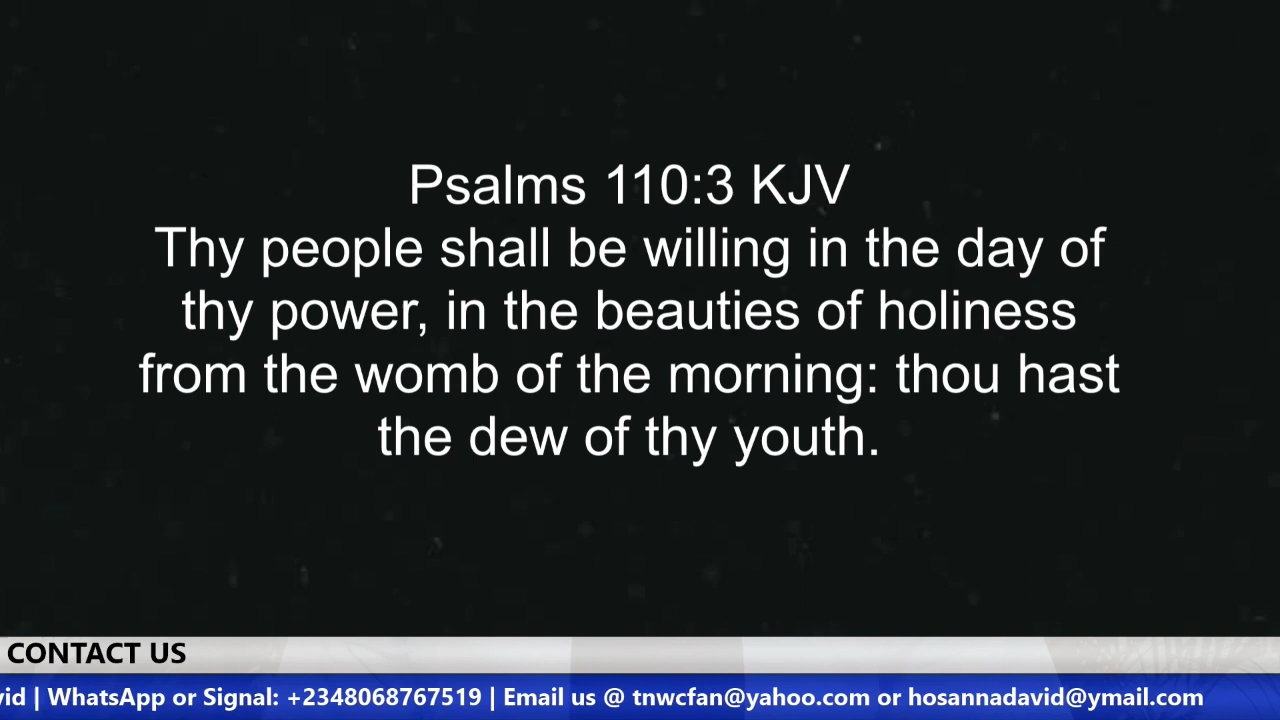 Psalms 110:3 KJV
Thy people shall be willing in the day of
thy power, in the beauties of holiness
from the womb of the morning: thou hast
the dew of thy youth.
CONTACT US
| WhatsApp or Signal: +2348068767519 | Email us @ tnwcfan@yahoo.com or hosannadavid@ymail.com